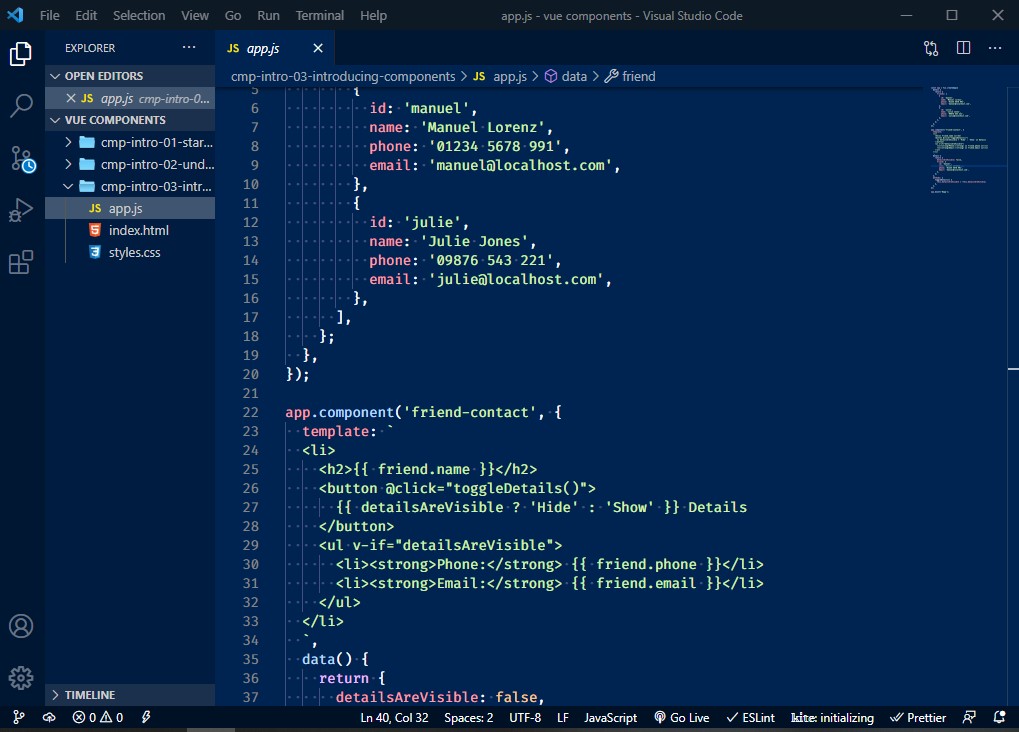 File Edit Selection View Go Run Terminal Help app.js - vue components - Visual Studio Code
EXPLORER
OPEN EDITORS
JS app.js cmp-intro-0...
VUE COMPONENTS
cmp-intro-01-star...
cmp-intro-02-und...
cmp-intro-03-intr...
JS app.js
index.html
styles.css
TIMELINE
JS app.js
cmp-intro-03-introducing-components > JS app.js > data > friend
5 {
6 id: 'manuel',
7 name: 'Manuel Lorenz',
8 phone: '01234 5678 991',
9 email: 'manuel@localhost.com',
10 },
11 {
12 id: 'julie',
13 name: 'Julie Jones',
14 phone: '09876 543 221',
15 email: 'julie@localhost.com',
16 },
17 ],
18 };
19 },
20 });
21
22 app.component('friend-contact', {
23 template: `
24 <li>
25 <h2>{{ friend.name }}</h2>
26 <button @click="toggleDetails()">
27 {{ detailsAreVisible ? 'Hide' : 'Show' }} Details
28 </button>
29 <ul v-if="detailsAreVisible">
30 <li><strong>Phone:</strong> {{ friend.phone }}</li>
31 <li><strong>Email:</strong> {{ friend.email }}</li>
32 </ul>
33 </li>
34 `,
35 data() {
36 return {
37 detailsAreVisible: false,
0 0 Ln 40, Col 32 Spaces: 2 UTF-8 LF JavaScript Go Live ESLint kite: initializing Prettier